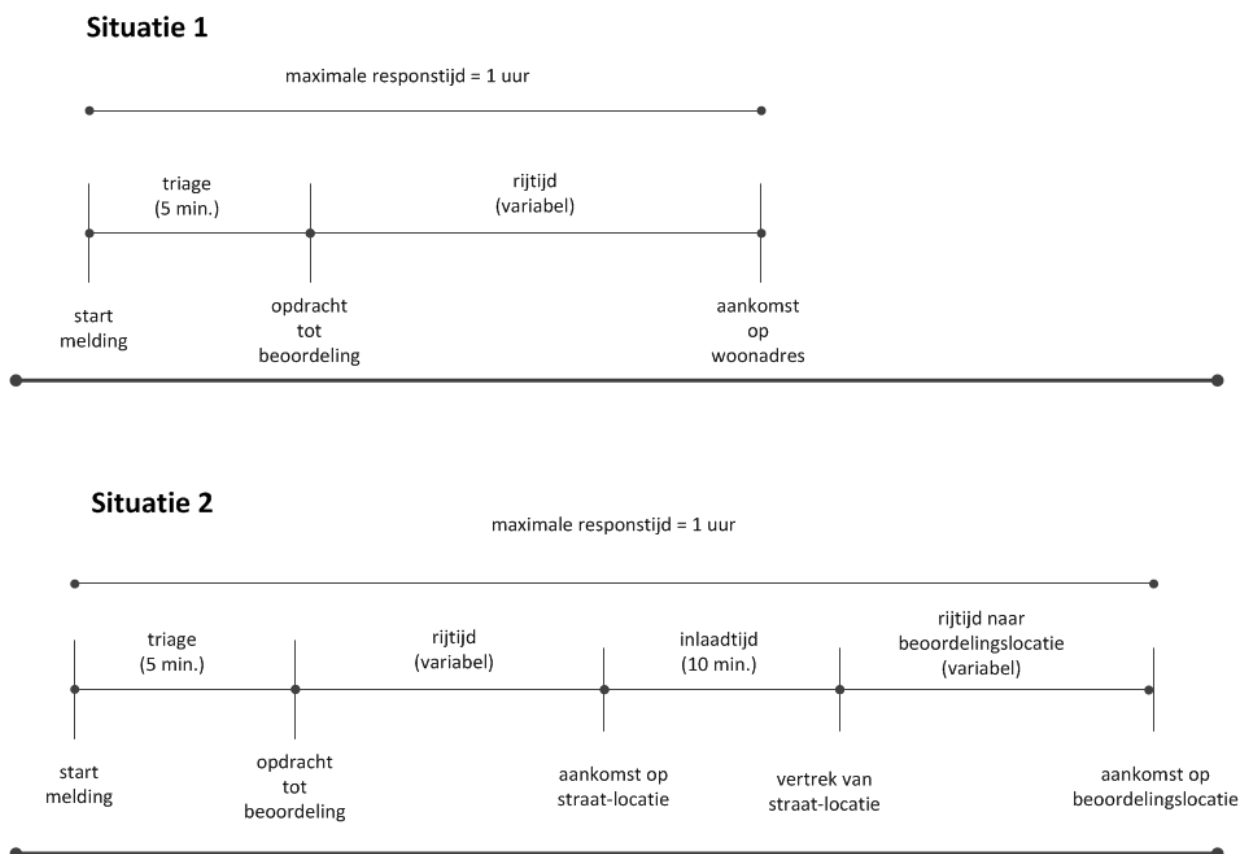 Situatie 1
maximale responstijd = 1 uur
triage
(5 min.)
rijtijd
(variabel)
start
melding
opdracht
tot
beoordeling
aankomst
op
woonadres
Situatie 2
maximale responstijd = 1 uur
triage
(5 min.)
rijtijd
(variabel)
inlaadtijd
(10 min.)
rijtijd naar
beoordelingslocatie
(variabel)
start
melding
opdracht
tot
beoordeling
aankomst op
straat-locatie
vertrek van
straat-locatie
aankomst op
beoordelingslocatie